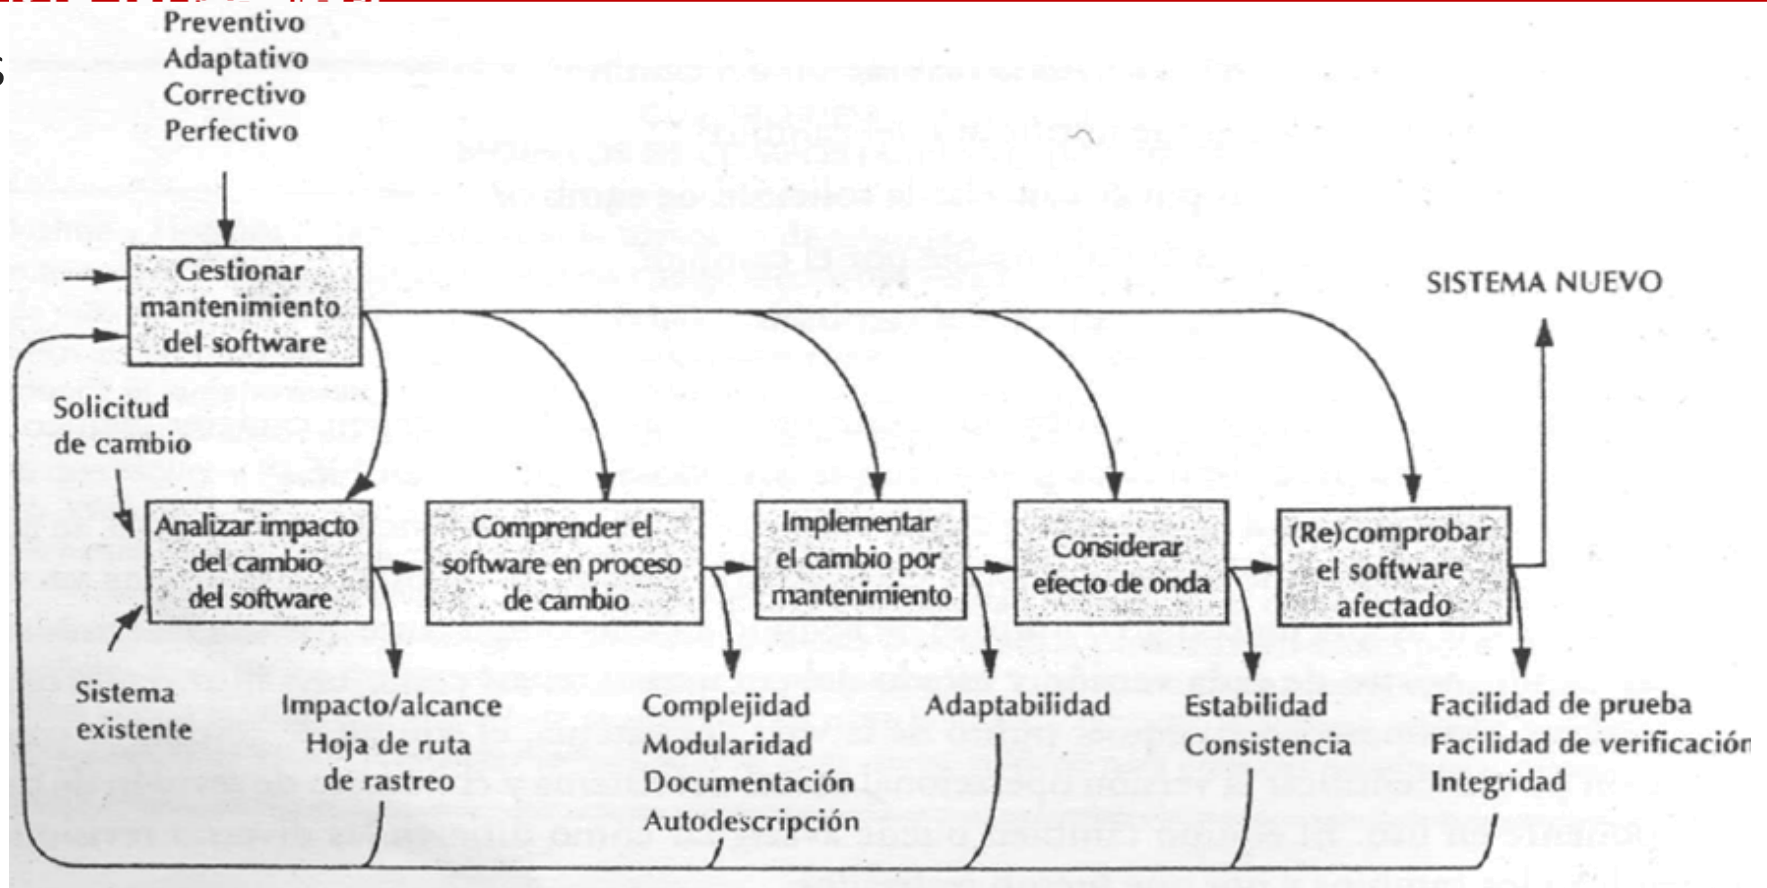 Preventivo
Adaptativo
Correctivo
Perfectivo
Gestionar
mantenimiento
del software
SISTEMA NUEVO
Solicitud
de cambio
Analizar impacto
del cambio
del software
Comprender el
software en proceso
de cambio
Implementar
el cambio por
mantenimiento
Considerar
efecto de onda
(Re)comprobar
el software
afectado
Sistema
existente
Impacto/alcance
Hoja de ruta
de rastreo
Complejidad
Modularidad
Documentación
Autodescripción
Adaptabilidad
Estabilidad
Consistencia
Facilidad de prueba
Facilidad de verificación
Integridad